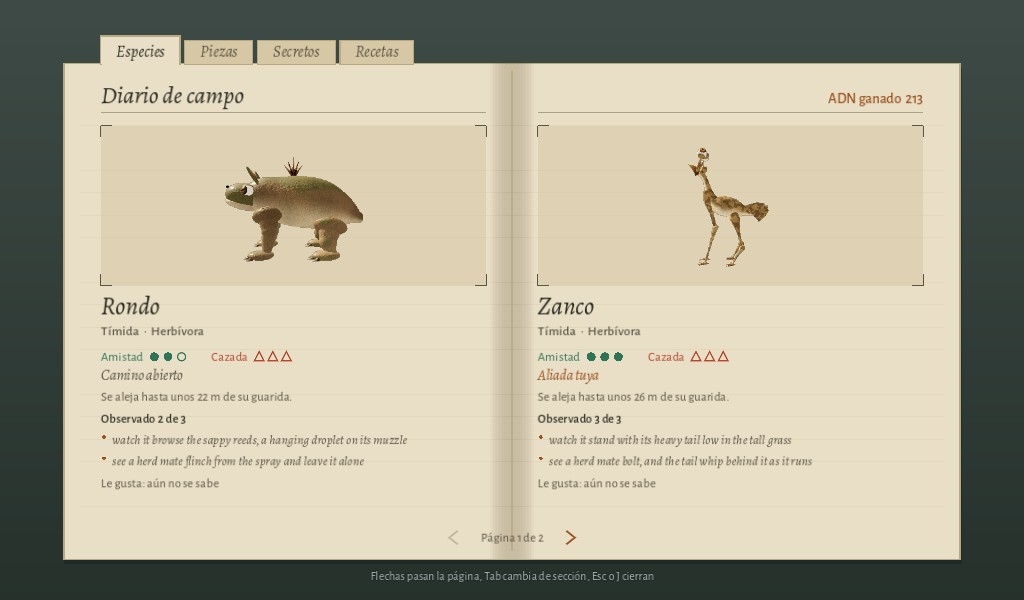 Especies Piezas Secretos Recetas
Diario de campo
ADN ganado 213
Rondo
Tímida · Herbívora
Amistad Cazada
Camino abierto
Se aleja hasta unos 22 m de su guarida.
Observado 2 de 3
watch it browse the sappy reeds, a hanging droplet on its muzzle
see a herd mate flinch from the spray and leave it alone
Le gusta: aún no se sabe
Zanco
Tímida · Herbívora
Amistad Cazada
Aliada tuya
Se aleja hasta unos 26 m de su guarida.
Observado 3 de 3
watch it stand with its heavy tail low in the tall grass
see a herd mate bolt, and the tail whip behind it as it runs
Le gusta: aún no se sabe
Página 1 de 2
Flechas pasan la página, Tab cambia de sección, Esc o J cierran